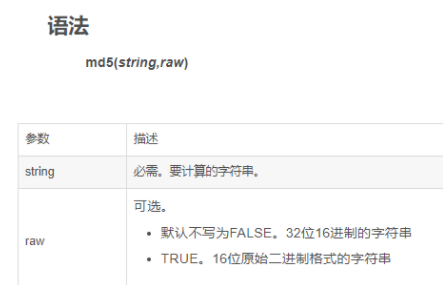 语法
md5(string,raw)
参数 描述
string 必需。要计算的字符串。
raw 可选。
• 默认不写为FALSE。32位16进制的字符串
• TRUE。16位原始二进制格式的字符串